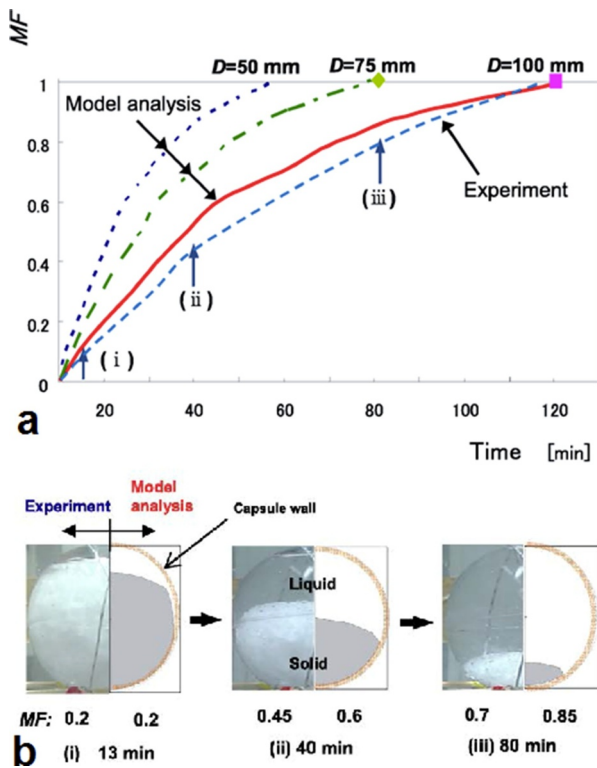 MF
D=50 mm D=75 mm D=100 mm
1
Model analysis
0.8
(iii)
Experiment
0.6
0.4
(ii)
0.2
(i)
0
20 40 60 80 100 120
a
Time [min]
Experiment
Model analysis
Capsule wall
Liquid
Solid
MF: 0.2 0.2 0.45 0.6 0.7 0.85
b
(i) 13 min (ii) 40 min (iii) 80 min